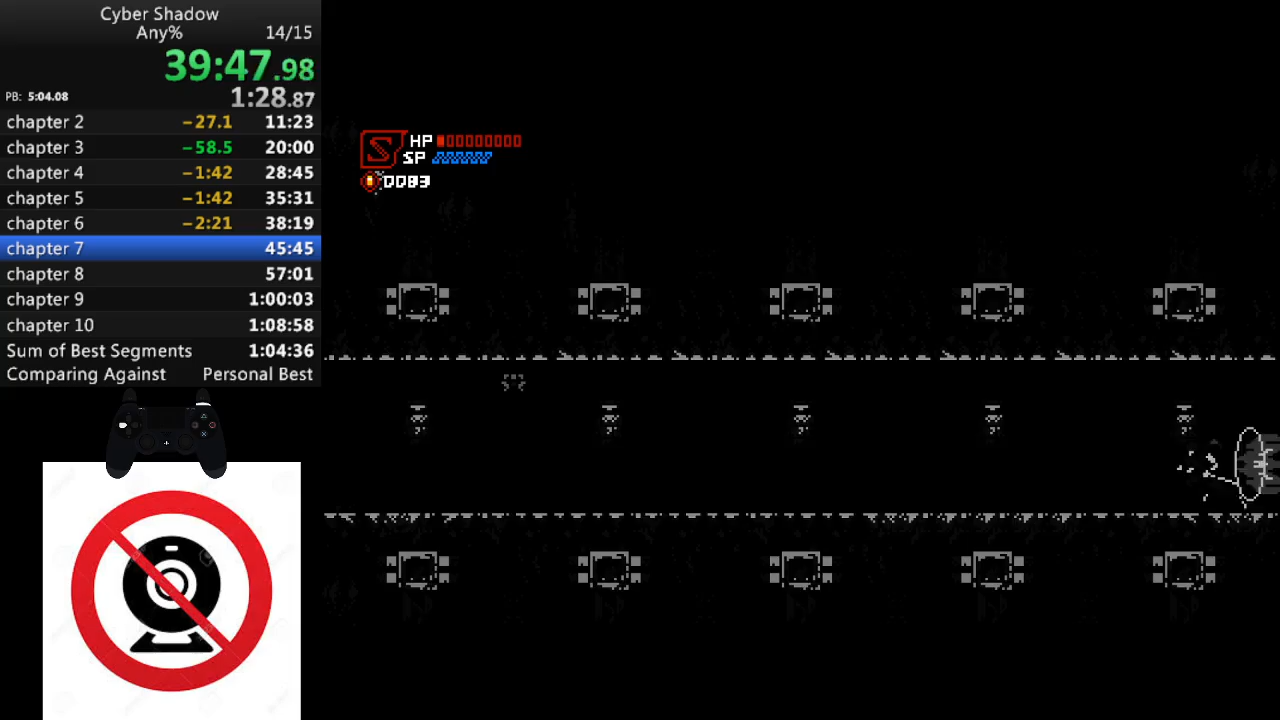 Cyber Shadow
Any% 14/15
39:47.98
PB: 5:04.08 1:28.87
chapter 2 -27.1 11:23
chapter 3 -58.5 20:00
chapter 4 -1:42 28:45
chapter 5 -1:42 35:31
chapter 6 -2:21 38:19
chapter 7 45:45
chapter 8 57:01
chapter 9 1:00:03
chapter 10 1:08:58
Sum of Best Segments 1:04:36
Comparing Against Personal Best
S HP
SP
0083